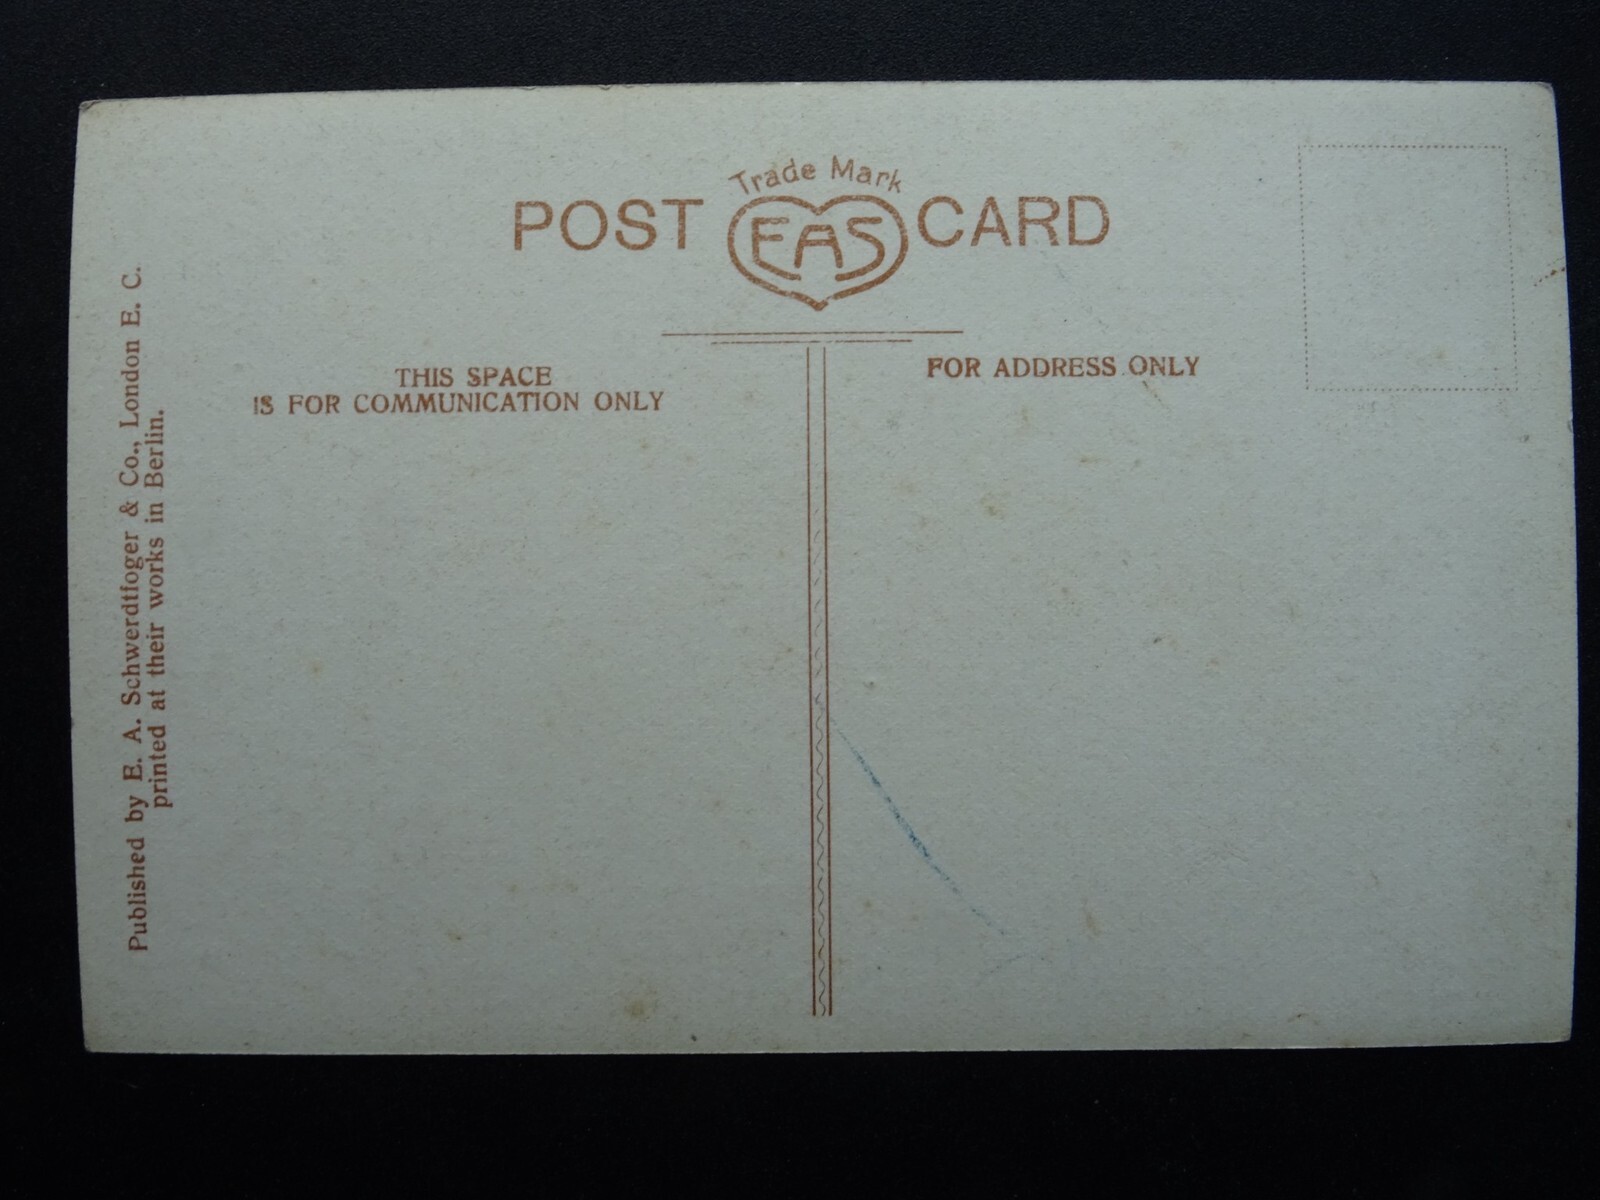 Trade Mark
POST EAS CARD
THIS SPACE
IS FOR COMMUNICATION ONLY
FOR ADDRESS ONLY
Published by E. A. Schwerdtfoger & Co., London E. C.
printed at their works in Berlin.